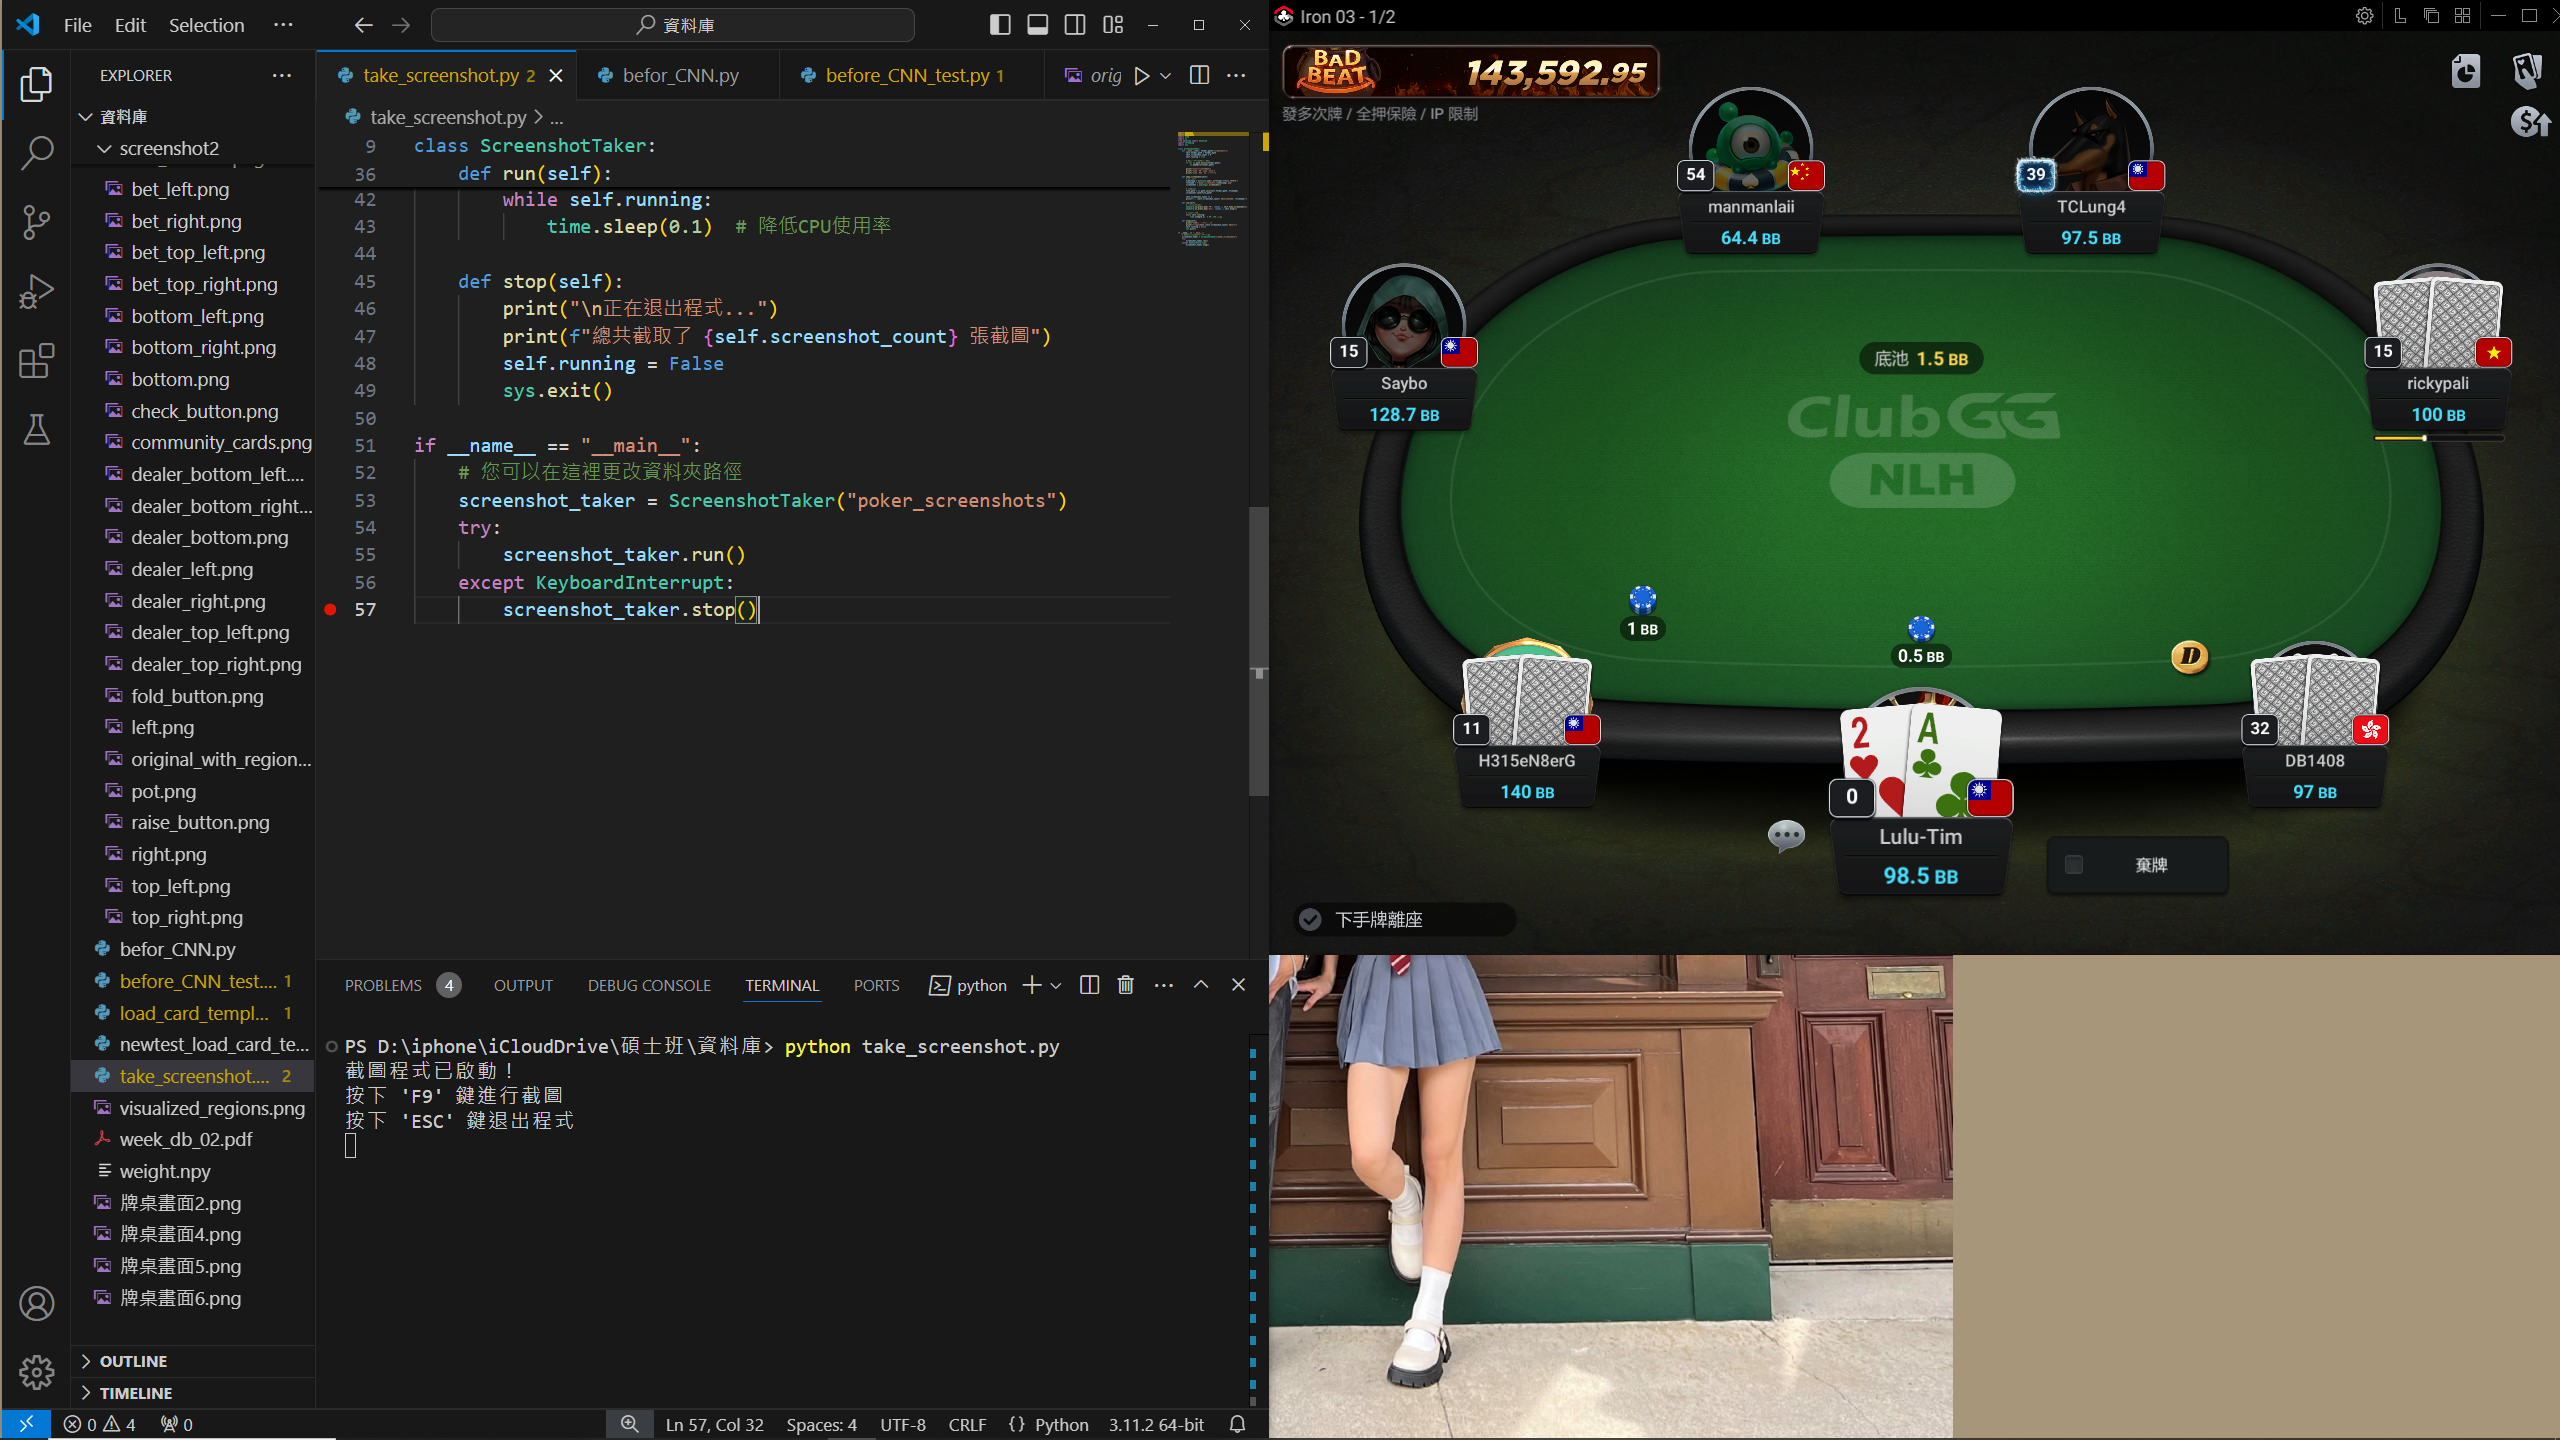 File Edit Selection ··· 資料庫
EXPLORER ···
資料庫
screenshot2
bet_left.png
bet_right.png
bet_top_left.png
bet_top_right.png
bottom_left.png
bottom_right.png
bottom.png
check_button.png
community_cards.png
dealer_bottom_left....
dealer_bottom_right...
dealer_bottom.png
dealer_left.png
dealer_right.png
dealer_top_left.png
dealer_top_right.png
fold_button.png
left.png
original_with_region...
pot.png
raise_button.png
right.png
top_left.png
top_right.png
befor_CNN.py
before_CNN_test.... 1
load_card_templ... 1
newtest_load_card_te...
take_screenshot.... 2
visualized_regions.png
week_db_02.pdf
weight.npy
牌桌畫面2.png
牌桌畫面4.png
牌桌畫面5.png
牌桌畫面6.png
OUTLINE
TIMELINE
take_screenshot.py 2 befor_CNN.py before_CNN_test.py 1 orig
take_screenshot.py > ...
9 class ScreenshotTaker:
36 def run(self):
42 while self.running:
43 time.sleep(0.1) # 降低CPU使用率
44
45 def stop(self):
46 print("\n正在退出程式...")
47 print(f"總共截取了 {self.screenshot_count} 張截圖")
48 self.running = False
49 sys.exit()
50
51 if __name__ == "__main__":
52 # 您可以在這裡更改資料夾路徑
53 screenshot_taker = ScreenshotTaker("poker_screenshots")
54 try:
55 screenshot_taker.run()
56 except KeyboardInterrupt:
57 screenshot_taker.stop()
PROBLEMS 4 OUTPUT DEBUG CONSOLE TERMINAL PORTS python
PS D:\iphone\iCloudDrive\碩士班\資料庫> python take_screenshot.py
截圖程式已啟動！
按下 'F9' 鍵進行截圖
按下 'ESC' 鍵退出程式
0 4 0 Ln 57, Col 32 Spaces: 4 UTF-8 CRLF {} Python 3.11.2 64-bit
Iron 03 - 1/2
BAD BEAT 143,592.95
發多次牌 / 全押保險 / IP 限制
54
manmanlaii
64.4 BB
39
TCLung4
97.5 BB
15
Saybo
128.7 BB
15
rickypali
100 BB
底池 1.5 BB
ClubGG
NLH
1 BB
0.5 BB
D
11
H315eN8erG
140 BB
2 A
0
Lulu-Tim
98.5 BB
32
DB1408
97 BB
棄牌
下手牌離座